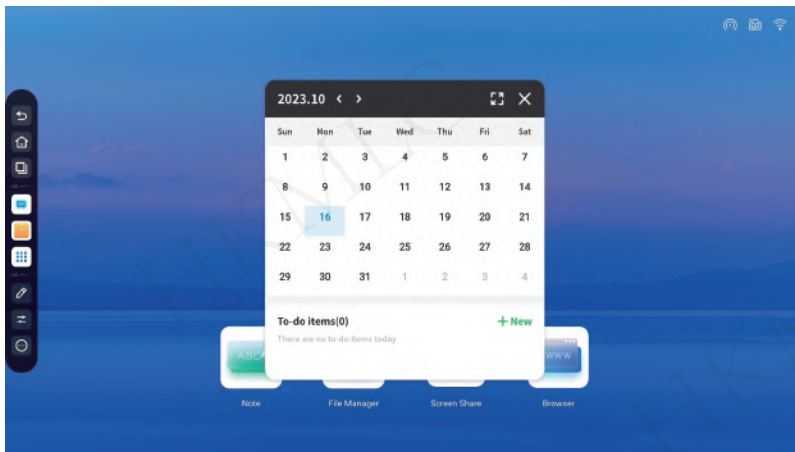 2023.10 < >
Sun Mon Tue Wed Thu Fri Sat
1 2 3 4 5 6 7
8 9 10 11 12 13 14
15 16 17 18 19 20 21
22 23 24 25 26 27 28
29 30 31 1 2 3 4
To-do items(0) + New
There are no to-do items today
ABC WWW
Note File Manager Screen Share Browser
HKMLC